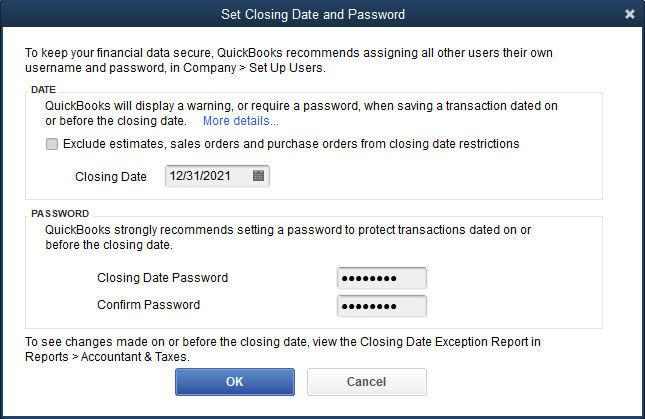 Set Closing Date and Password
To keep your financial data secure, QuickBooks recommends assigning all other users their own
username and password, in Company > Set Up Users.
DATE
QuickBooks will display a warning, or require a password, when saving a transaction dated on
or before the closing date. More details...
Exclude estimates, sales orders and purchase orders from closing date restrictions
Closing Date 12/31/2021
PASSWORD
QuickBooks strongly recommends setting a password to protect transactions dated on or
before the closing date.
Closing Date Password ●●●●●●●●
Confirm Password ●●●●●●●●
To see changes made on or before the closing date, view the Closing Date Exception Report in
Reports > Accountant & Taxes.
OK Cancel